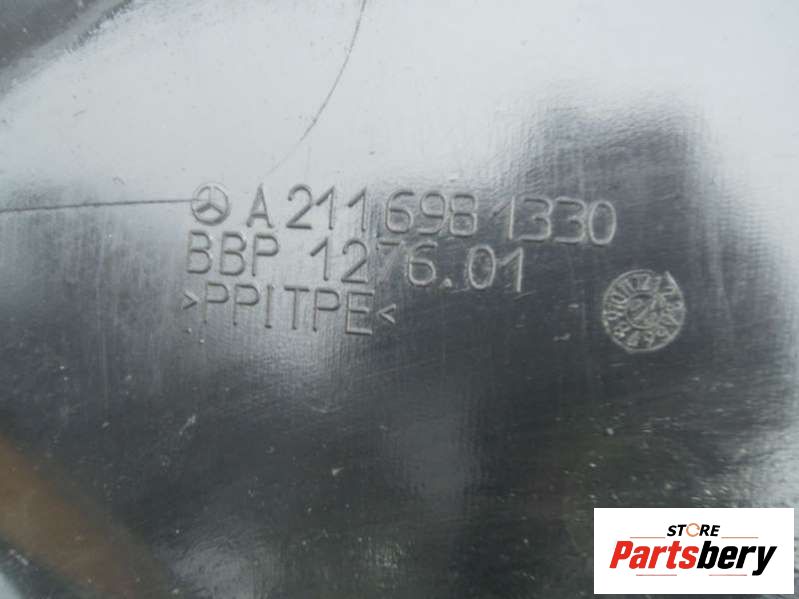 A 211 698 1330
BBP 1276.01
>PPITPE<
STORE
Partsbery